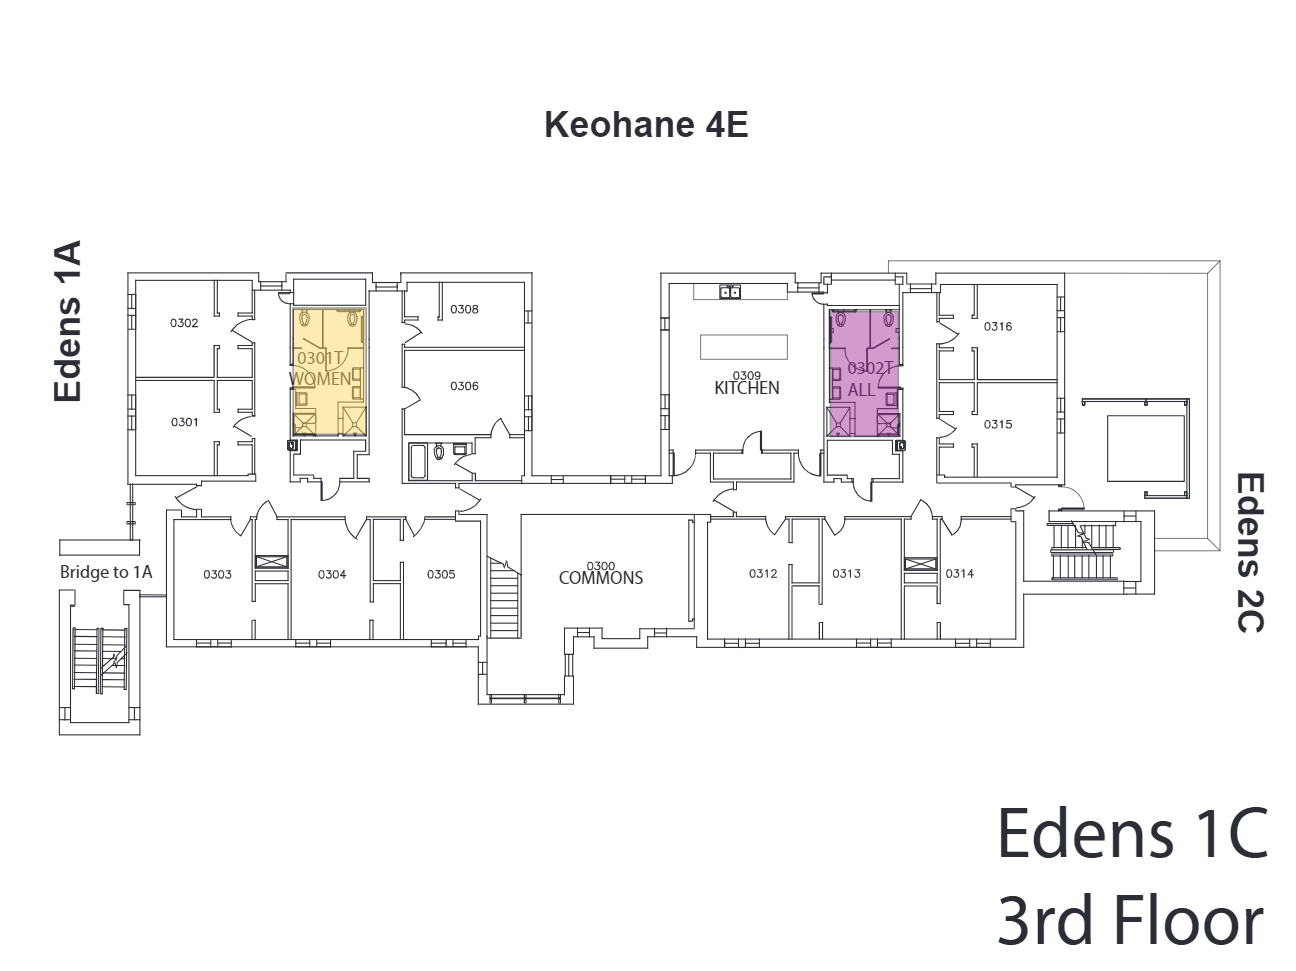 Keohane 4E
Edens 1A
0302
0301T
WOMEN
0308
0306
0301
0309
KITCHEN
0302T
ALL
0316
0315
Edens 2C
Bridge to 1A
0303
0304
0305
0300
COMMONS
0312
0313
0314
Edens 1C
3rd Floor